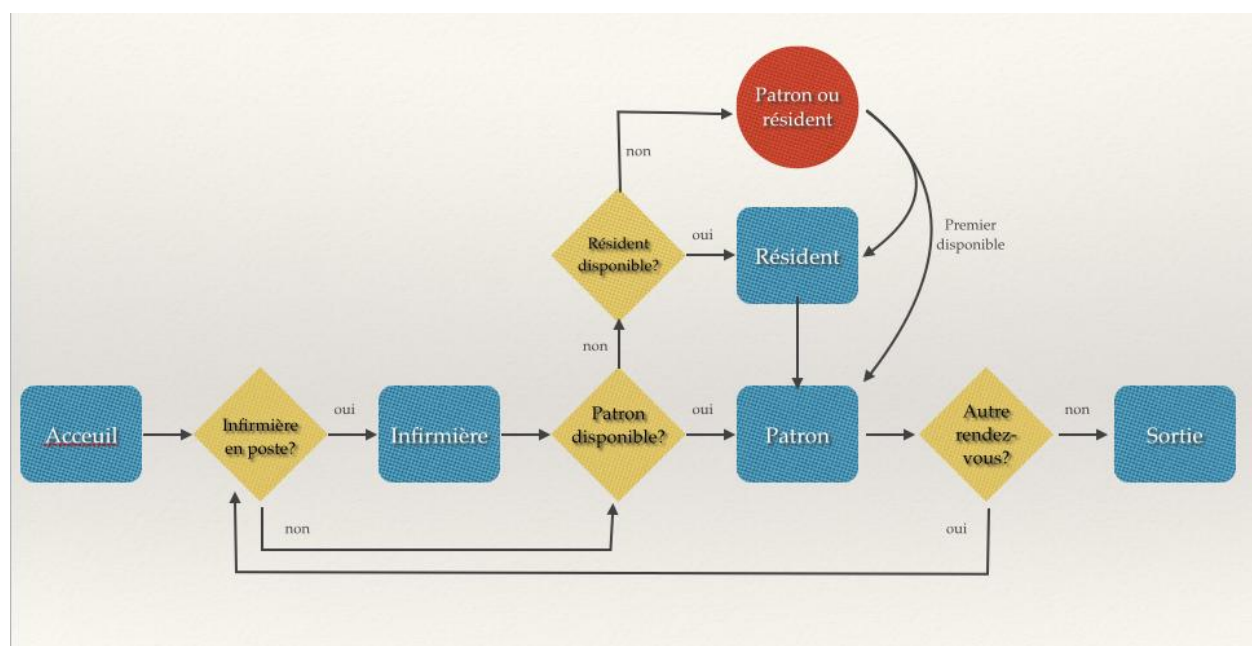 Patron ou
résident
non
Résident
disponible?
oui
Résident
Premier
disponible
non
Acceuil
Infirmière
en poste?
oui
Infirmière
Patron
disponible?
oui
Patron
Autre
rendez-
vous?
non
Sortie
non
oui